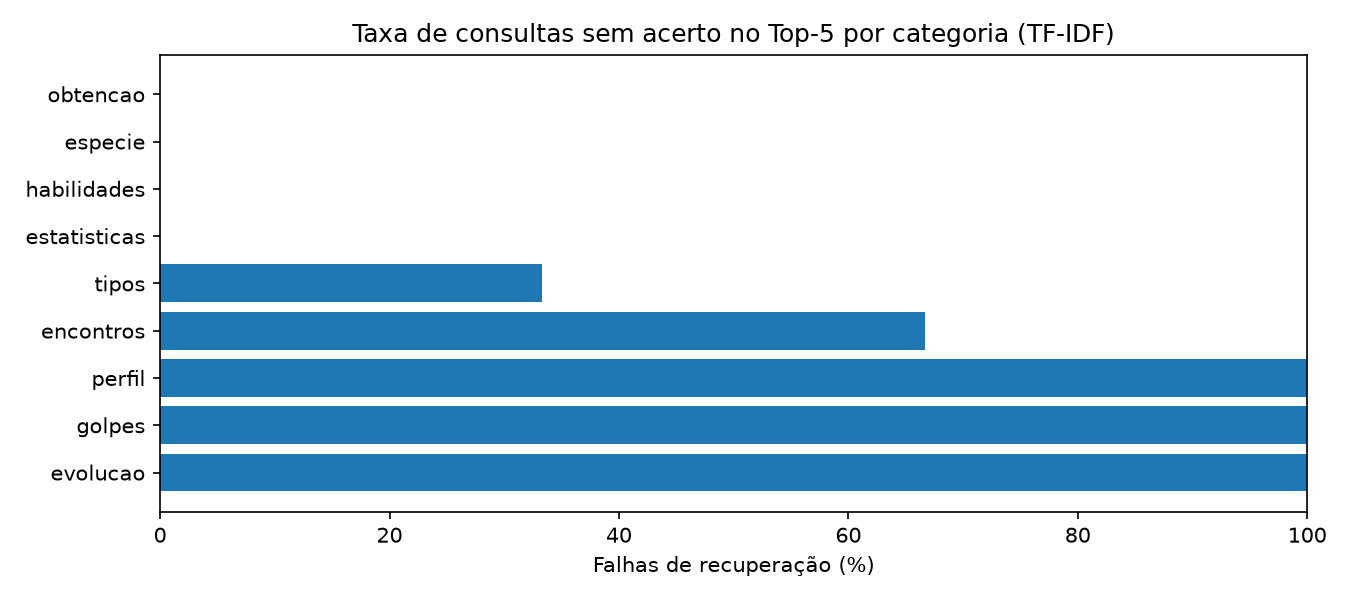 Taxa de consultas sem acerto no Top-5 por categoria (TF-IDF)
obtencao
especie
habilidades
estatisticas
tipos
encontros
perfil
golpes
evolucao
0 20 40 60 80 100
Falhas de recuperação (%)